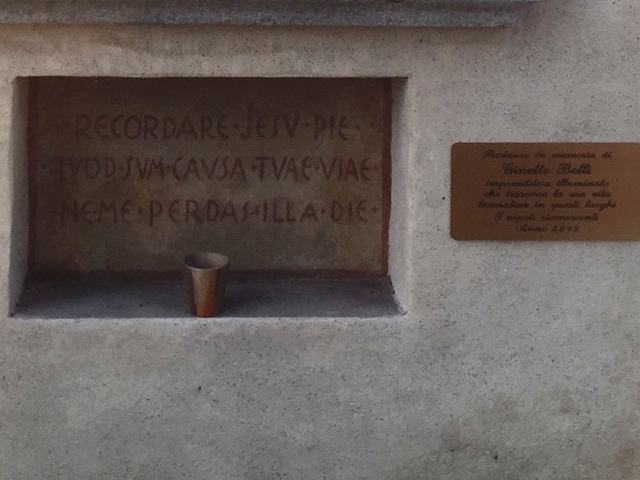 RECORDARE·JESV·PIE·
QVOD·SVM·CAVSA·TVAE·VIAE·
·NE·ME·PERDAS·ILLA·DIE·
Restauro in memoria di
Ginetto Belli
imprenditore illuminato
che trascorse la sua vita
lavorativa in questi luoghi
I nipoti riconoscenti
Anno 2010